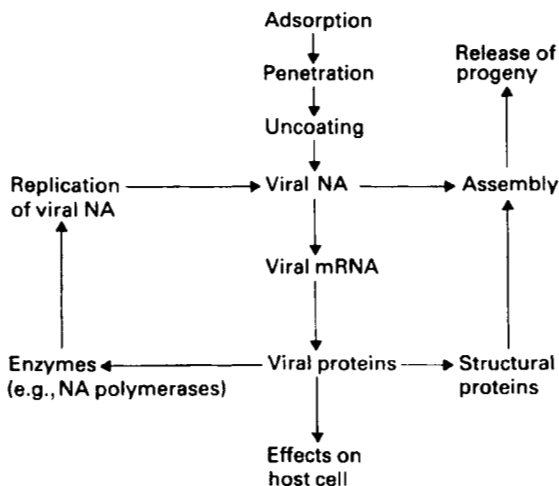 Adsorption
Release of
progeny
Penetration
Uncoating
Replication
of viral NA
Viral NA
Assembly
Viral mRNA
Enzymes
(e.g., NA polymerases)
Viral proteins
Structural
proteins
Effects on
host cell